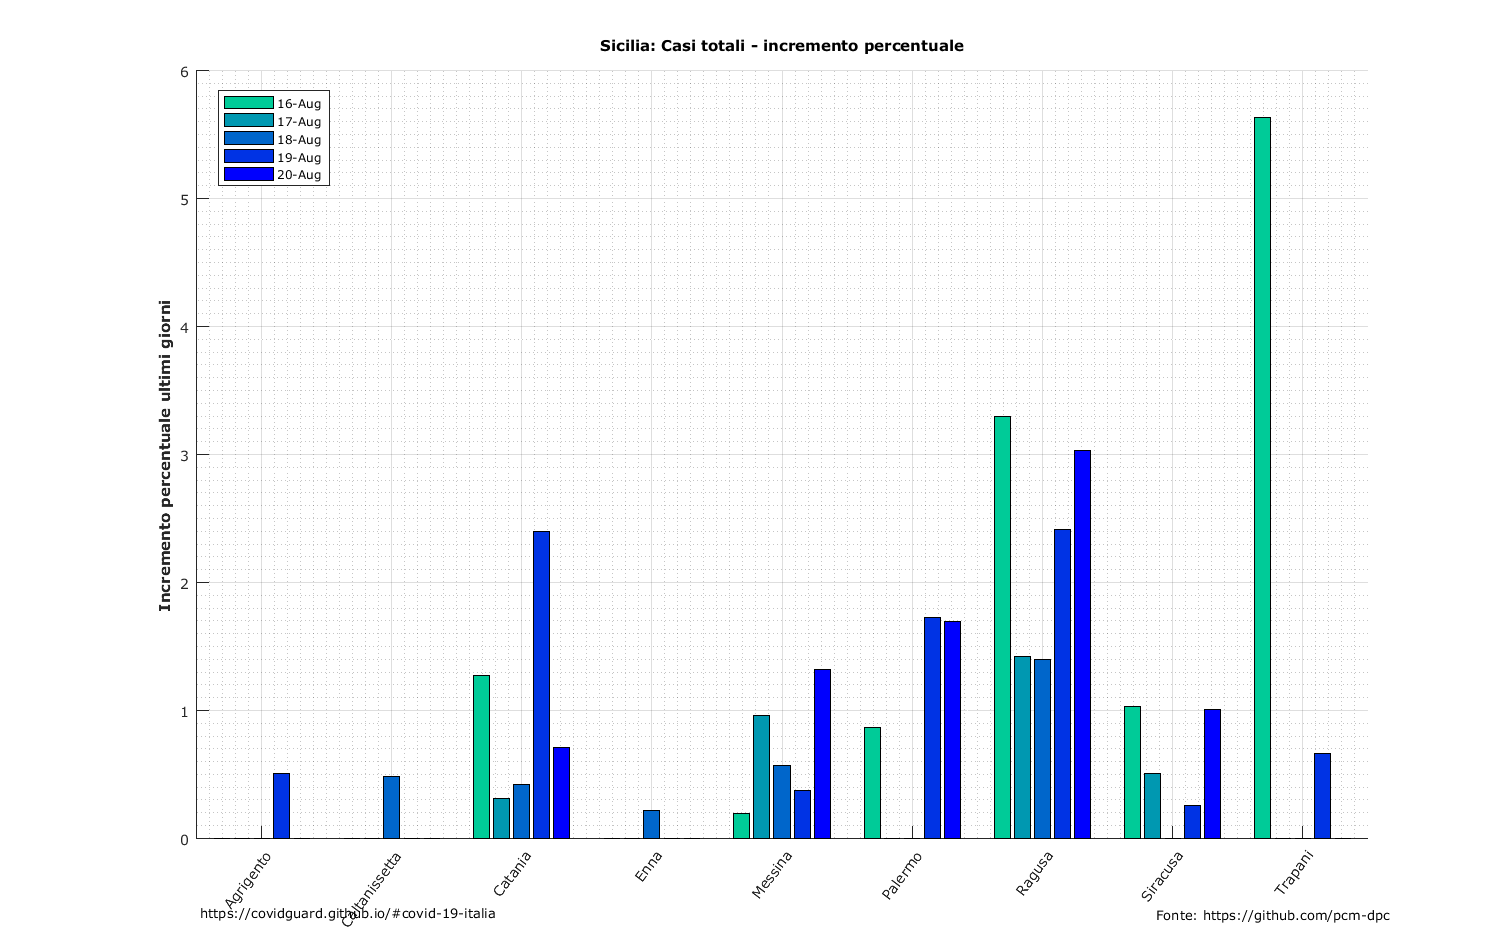 Sicilia: Casi totali - incremento percentuale
6
5
4
3
2
1
0
Incremento percentuale ultimi giorni
16-Aug
17-Aug
18-Aug
19-Aug
20-Aug
Agrigento
Caltanissetta
Catania
Enna
Messina
Palermo
Ragusa
Siracusa
Trapani
https://covidguard.github.io/#covid-19-italia
Fonte: https://github.com/pcm-dpc